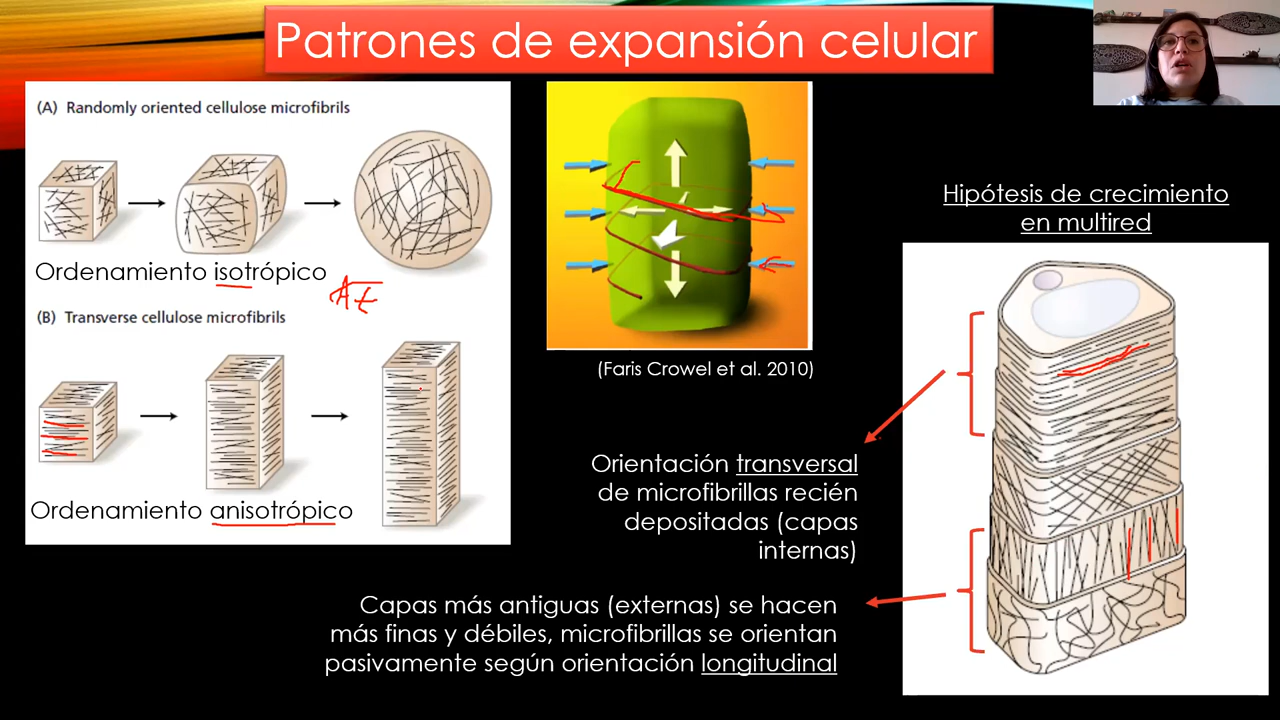 Patrones de expansión celular
(A) Randomly oriented cellulose microfibrils
Ordenamiento isotrópico
(B) Transverse cellulose microfibrils
Ordenamiento anisotrópico
(Faris Crowel et al. 2010)
Hipótesis de crecimiento
en multired
Orientación transversal
de microfibrillas recién
depositadas (capas
internas)
Capas más antiguas (externas) se hacen
más finas y débiles, microfibrillas se orientan
pasivamente según orientación longitudinal